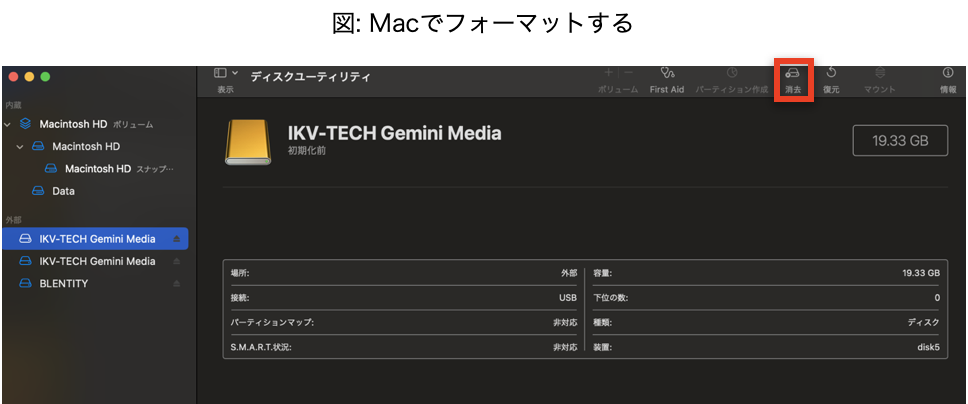 図: Macでフォーマットする
ディスクユーティリティ
表示
ボリューム
First Aid
パーティション作成
消去
復元
マウント
情報
内蔵
Macintosh HD ボリューム
Macintosh HD
Macintosh HD スナップ…
Data
外部
IKV-TECH Gemini Media
IKV-TECH Gemini Media
BLENTITY
IKV-TECH Gemini Media
初期化前
19.33 GB
場所: 外部
接続: USB
パーティションマップ: 非対応
S.M.A.R.T.状況: 非対応
容量: 19.33 GB
下位の数: 0
種類: ディスク
装置: disk5